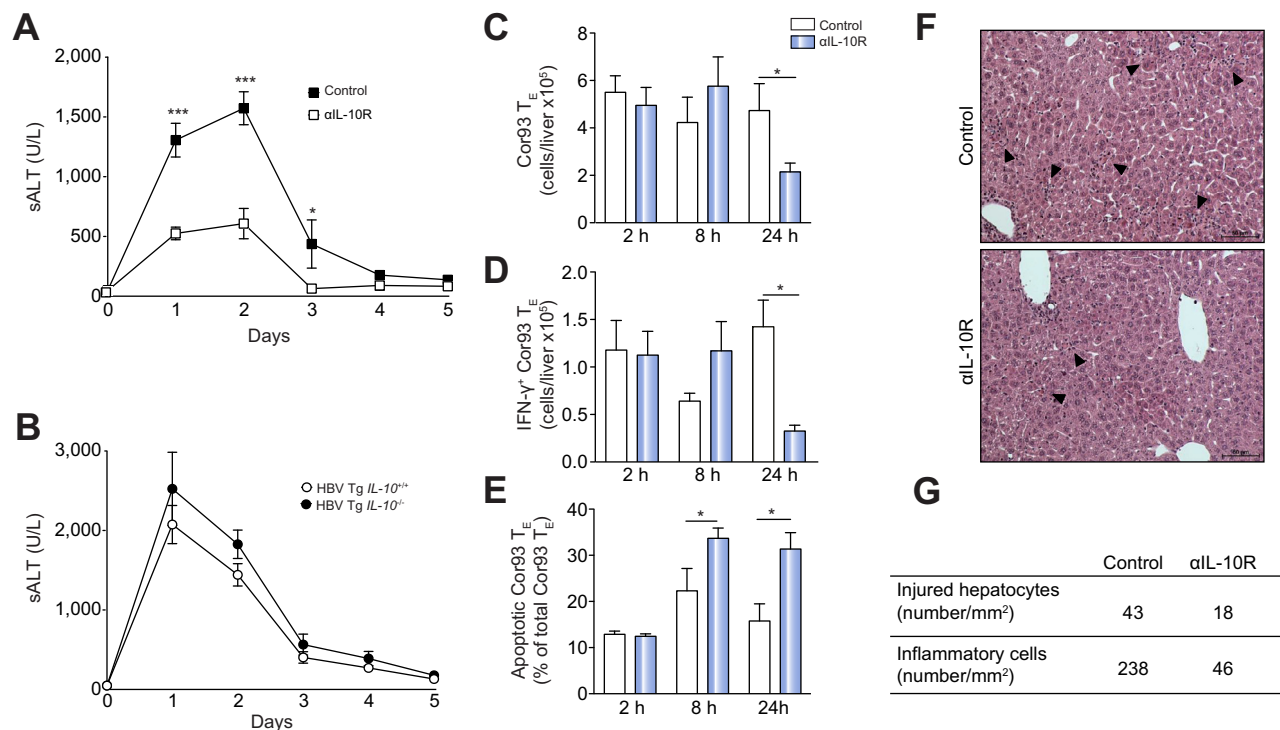 A
2,000
1,500
1,000
500
0
sALT (U/L)
***
***
*
Control
αIL-10R
0 1 2 3 4 5
Days
B
3,000
2,000
1,000
0
sALT (U/L)
HBV Tg IL-10+/+
HBV Tg IL-10-/-
0 1 2 3 4 5
Days
C
Control
αIL-10R
8
6
4
2
0
Cor93 TE
(cells/liver x10⁵)
*
2 h 8 h 24 h
D
2.0
1.5
1.0
0.5
0.0
IFN-γ⁺ Cor93 TE
(cells/liver x10⁵)
*
2 h 8 h 24 h
E
40
30
20
10
0
Apoptotic Cor93 TE
(% of total Cor93 TE)
* *
2 h 8 h 24h
F
Control
αIL-10R
G
Control αIL-10R
Injured hepatocytes
(number/mm²) 43 18
Inflammatory cells
(number/mm²) 238 46